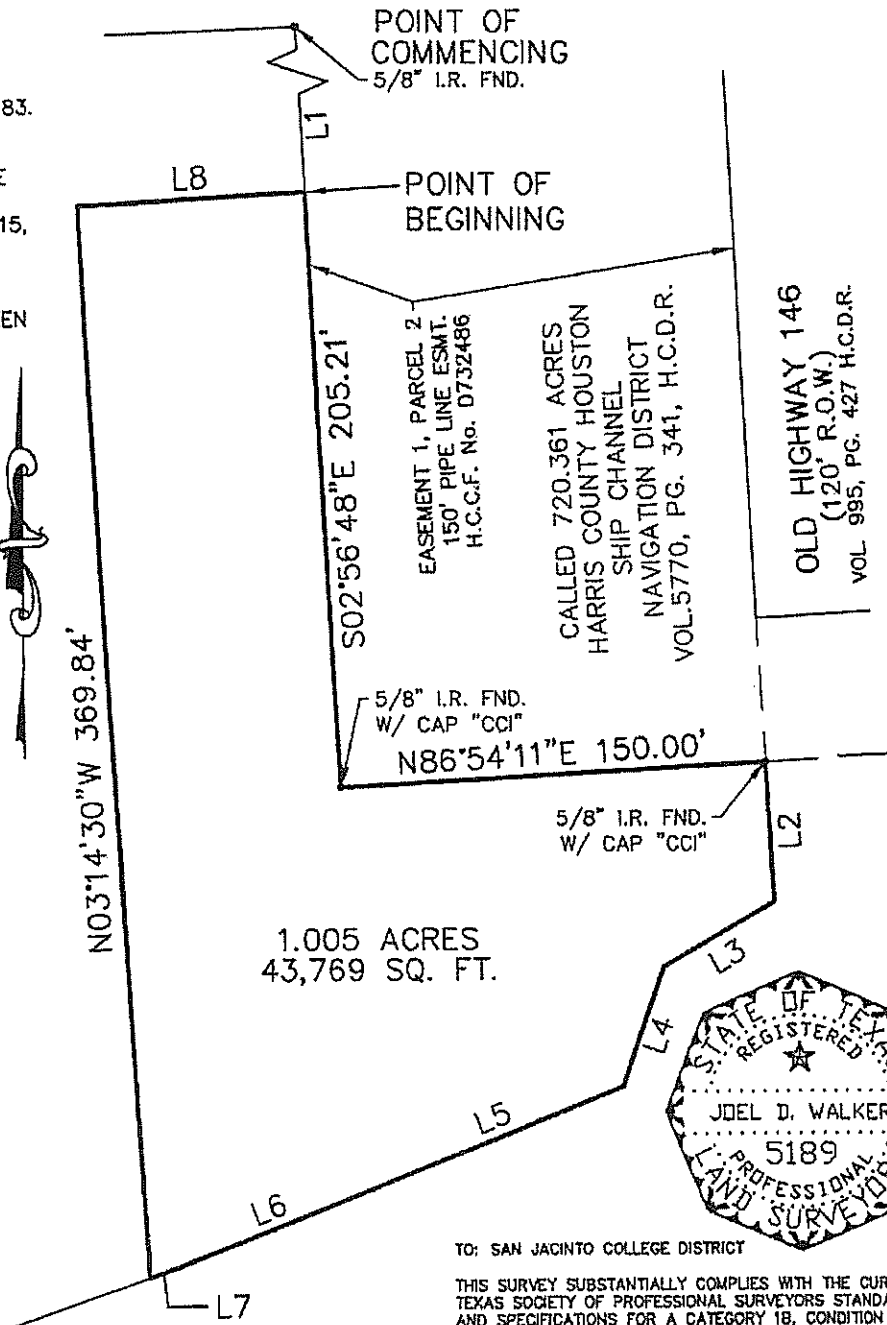 POINT OF
COMMENCING
5/8" I.R. FND.
83.
L1
E
L8
POINT OF
BEGINNING
15,
EN
S02°56'48"E 205.21'
EASEMENT 1, PARCEL 2
150' PIPE LINE ESMT.
H.C.C.F. No. D732486
CALLED 720.361 ACRES
HARRIS COUNTY HOUSTON
SHIP CHANNEL
NAVIGATION DISTRICT
VOL.5770, PG. 341, H.C.D.R.
OLD HIGHWAY 146
(120' R.O.W.)
VOL. 995, PG. 427 H.C.D.R.
N03°14'30"W 369.84'
5/8" I.R. FND.
W/ CAP "CCI"
N86°54'11"E 150.00'
5/8" I.R. FND.
W/ CAP "CCI"
L2
1.005 ACRES
43,769 SQ. FT.
L3
L4
STATE OF TEXAS
REGISTERED
JOEL D. WALKER
5189
PROFESSIONAL
LAND SURVEYOR
L5
L6
L7
TO: SAN JACINTO COLLEGE DISTRICT
THIS SURVEY SUBSTANTIALLY COMPLIES WITH THE CUR
TEXAS SOCIETY OF PROFESSIONAL SURVEYORS STANDA
AND SPECIFICATIONS FOR A CATEGORY 1B, CONDITION